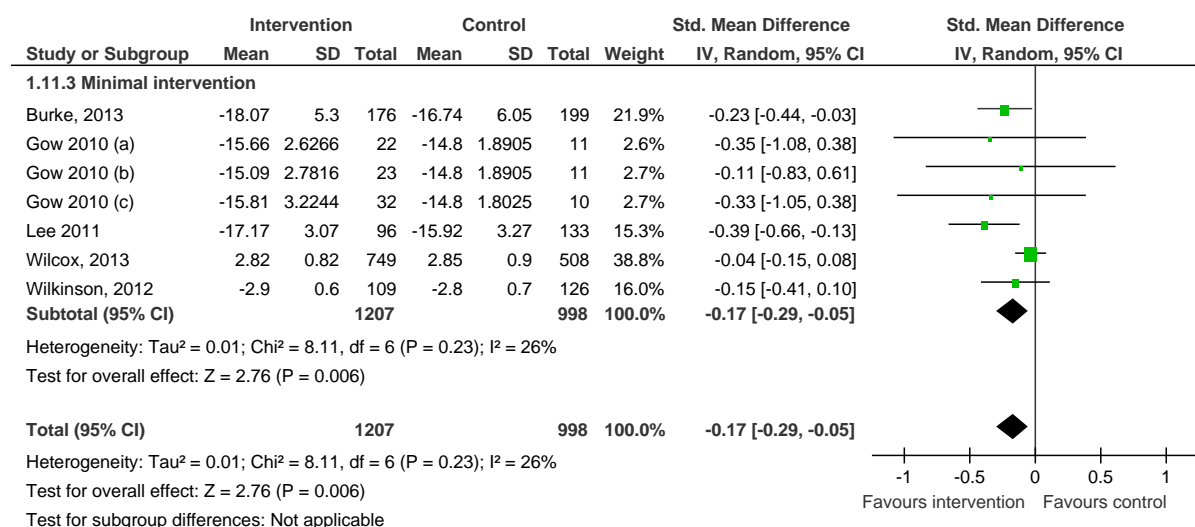 Intervention Control Std. Mean Difference Std. Mean Difference
Study or Subgroup Mean SD Total Mean SD Total Weight IV, Random, 95% CI IV, Random, 95% CI
1.11.3 Minimal intervention
Burke, 2013 -18.07 5.3 176 -16.74 6.05 199 21.9% -0.23 [-0.44, -0.03]
Gow 2010 (a) -15.66 2.6266 22 -14.8 1.8905 11 2.6% -0.35 [-1.08, 0.38]
Gow 2010 (b) -15.09 2.7816 23 -14.8 1.8905 11 2.7% -0.11 [-0.83, 0.61]
Gow 2010 (c) -15.81 3.2244 32 -14.8 1.8025 10 2.7% -0.33 [-1.05, 0.38]
Lee 2011 -17.17 3.07 96 -15.92 3.27 133 15.3% -0.39 [-0.66, -0.13]
Wilcox, 2013 2.82 0.82 749 2.85 0.9 508 38.8% -0.04 [-0.15, 0.08]
Wilkinson, 2012 -2.9 0.6 109 -2.8 0.7 126 16.0% -0.15 [-0.41, 0.10]
Subtotal (95% CI) 1207 998 100.0% -0.17 [-0.29, -0.05]
Heterogeneity: Tau² = 0.01; Chi² = 8.11, df = 6 (P = 0.23); I² = 26%
Test for overall effect: Z = 2.76 (P = 0.006)
Total (95% CI) 1207 998 100.0% -0.17 [-0.29, -0.05]
Heterogeneity: Tau² = 0.01; Chi² = 8.11, df = 6 (P = 0.23); I² = 26%
Test for overall effect: Z = 2.76 (P = 0.006)
Test for subgroup differences: Not applicable
-1 -0.5 0 0.5 1
Favours intervention Favours control